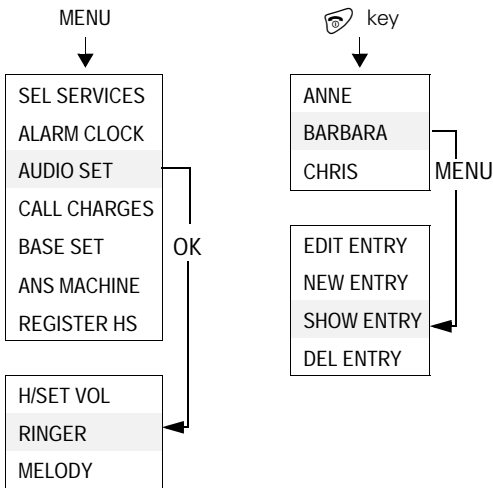 MENU
SEL SERVICES
ALARM CLOCK
AUDIO SET
CALL CHARGES
BASE SET
ANS MACHINE
REGISTER HS
OK
H/SET VOL
RINGER
MELODY
key
ANNE
BARBARA
CHRIS
MENU
EDIT ENTRY
NEW ENTRY
SHOW ENTRY
DEL ENTRY